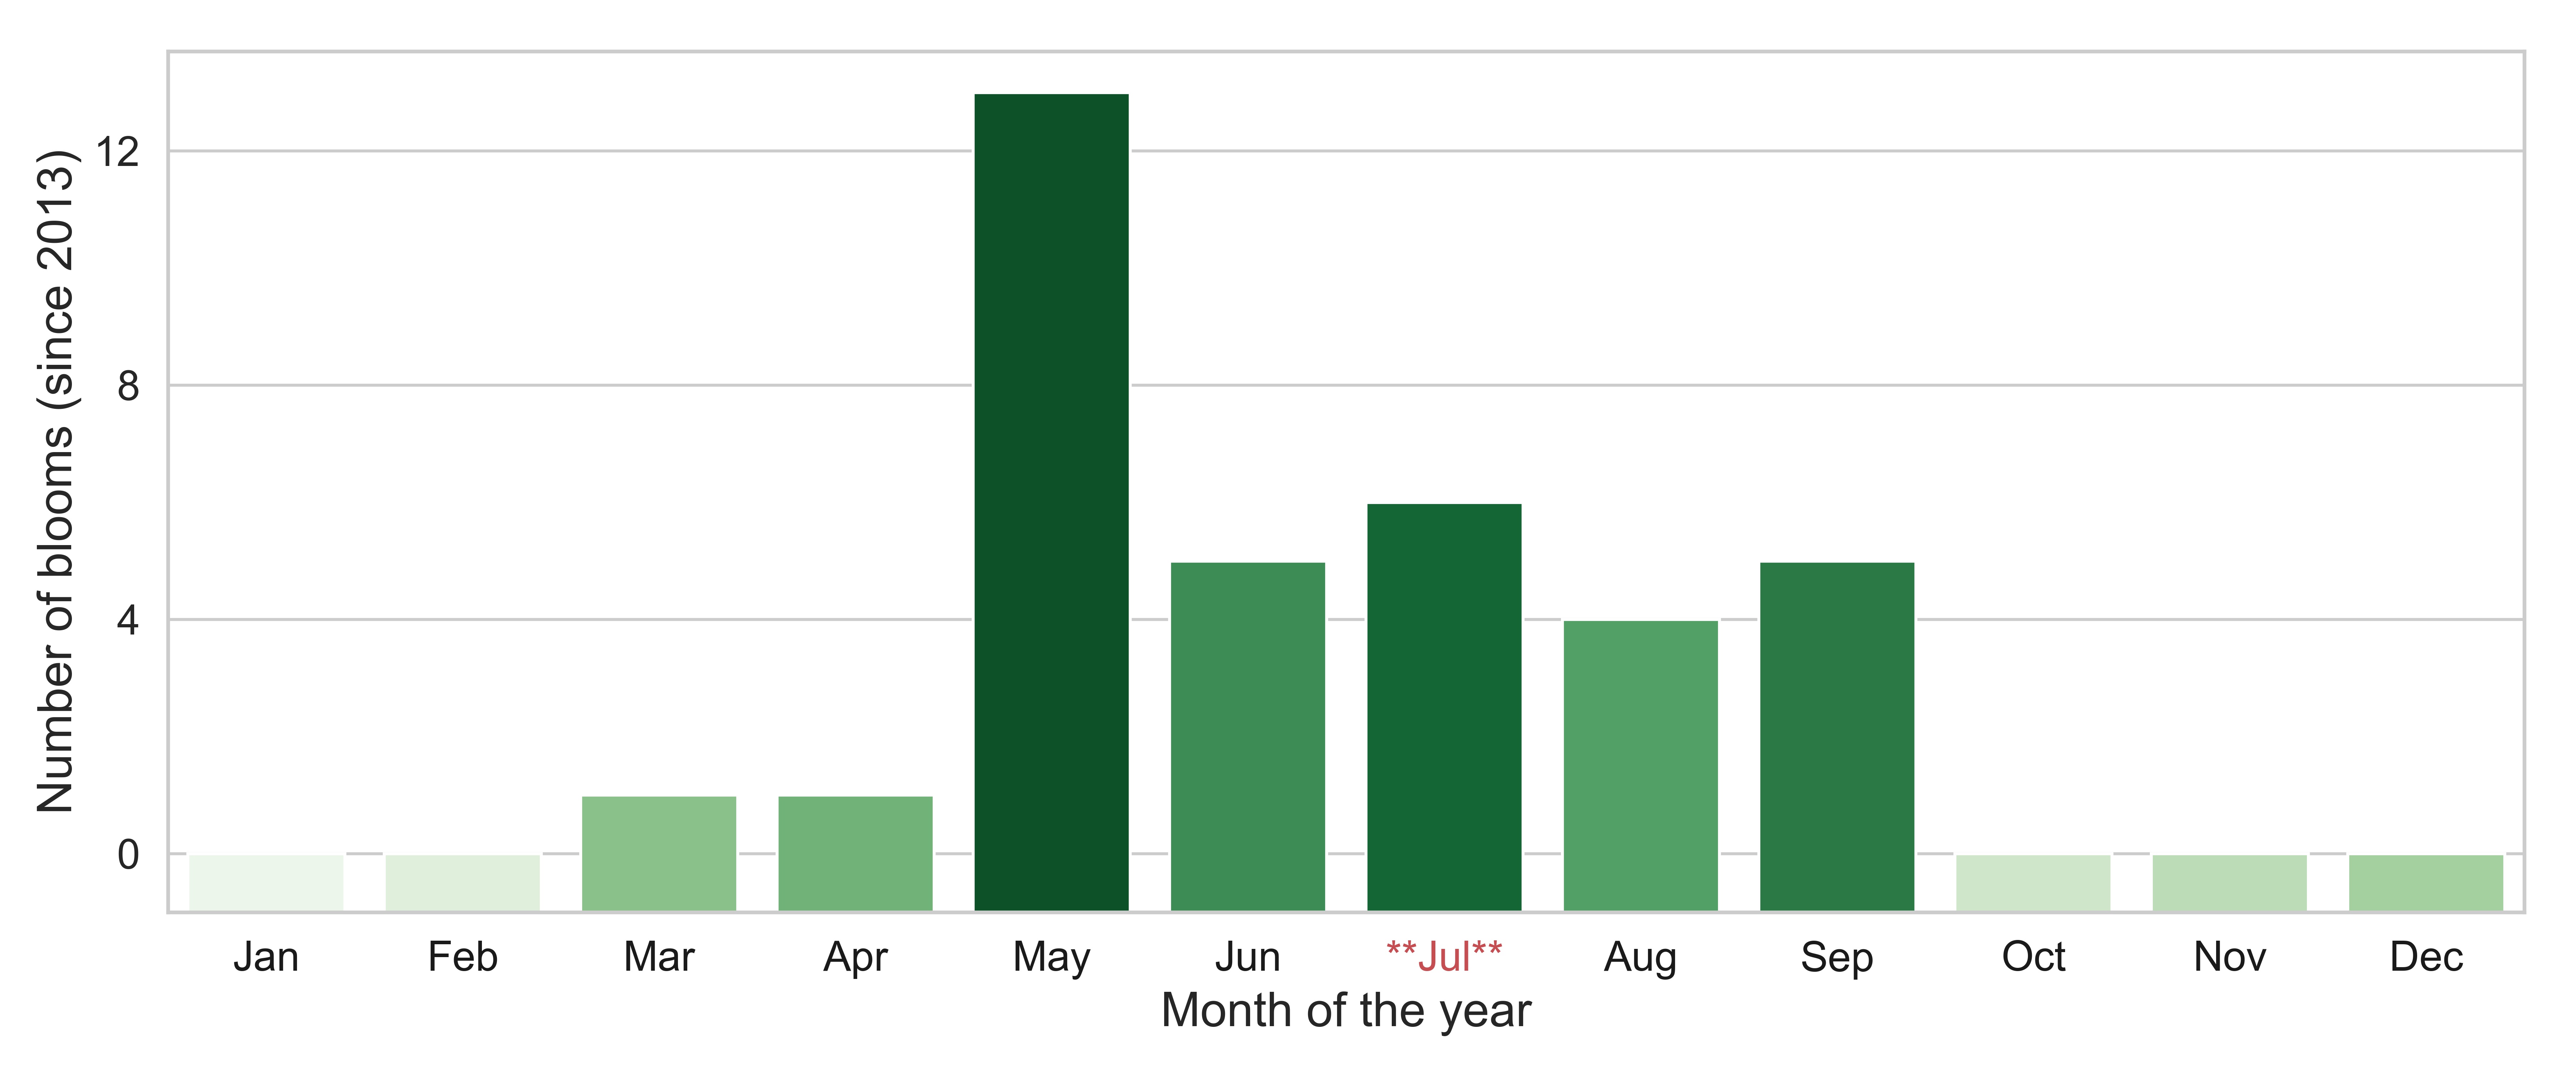 Number of blooms (since 2013)
12
8
4
0
Jan Feb Mar Apr May Jun **Jul** Aug Sep Oct Nov Dec
Month of the year